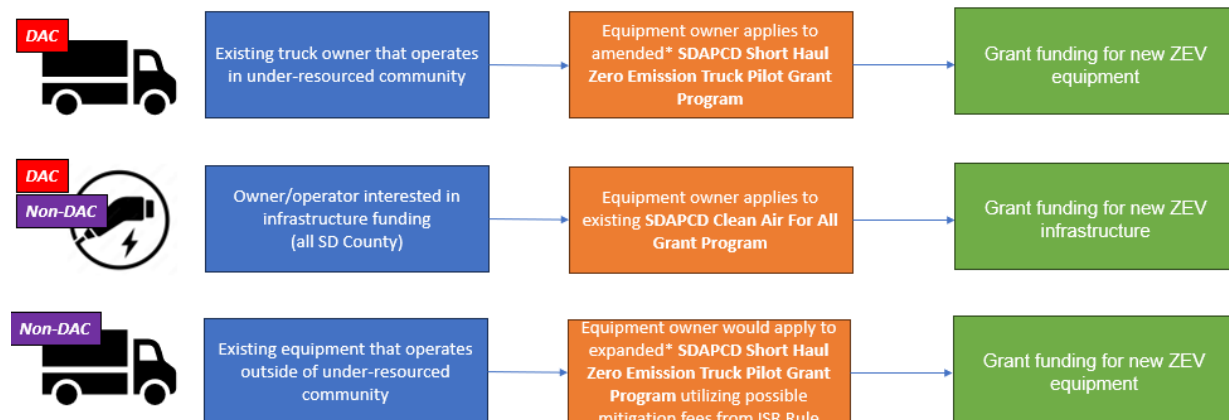 DAC
Existing truck owner that operates
in under-resourced community
Equipment owner applies to
amended* SDAPCD Short Haul
Zero Emission Truck Pilot Grant
Program
Grant funding for new ZEV
equipment
DAC
Non-DAC
Owner/operator interested in
infrastructure funding
(all SD County)
Equipment owner applies to
existing SDAPCD Clean Air For All
Grant Program
Grant funding for new ZEV
infrastructure
Non-DAC
Existing equipment that operates
outside of under-resourced
community
Equipment owner would apply to
expanded* SDAPCD Short Haul
Zero Emission Truck Pilot Grant
Program utilizing possible
mitigation fees from ISR Rule
Grant funding for new ZEV
equipment